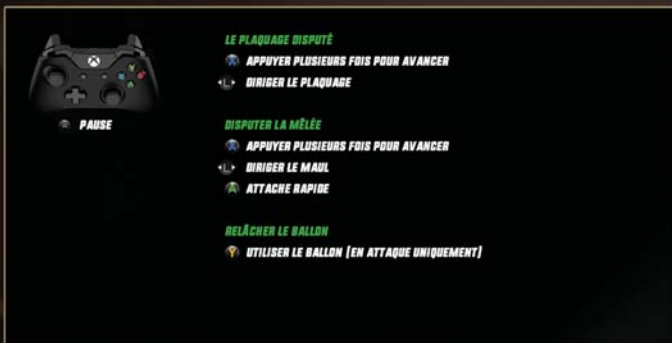 LE PLAQUAGE DISPUTÉ
X APPUYER PLUSIEURS FOIS POUR AVANCER
L DIRIGER LE PLAQUAGE
PAUSE
DISPUTER LA MÊLÉE
X APPUYER PLUSIEURS FOIS POUR AVANCER
L DIRIGER LE MAUL
A ATTACHE RAPIDE
RELÂCHER LE BALLON
Y UTILISER LE BALLON (EN ATTAQUE UNIQUEMENT)